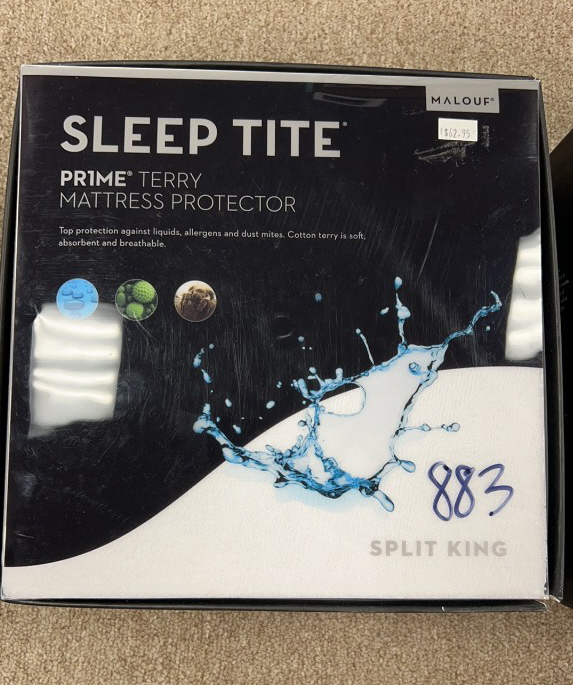 MALOUF®
$62.95
SLEEP TITE®
PR1ME® TERRY
MATTRESS PROTECTOR
Top protection against liquids, allergens and dust mites. Cotton terry is soft,
absorbent and breathable.
883
SPLIT KING